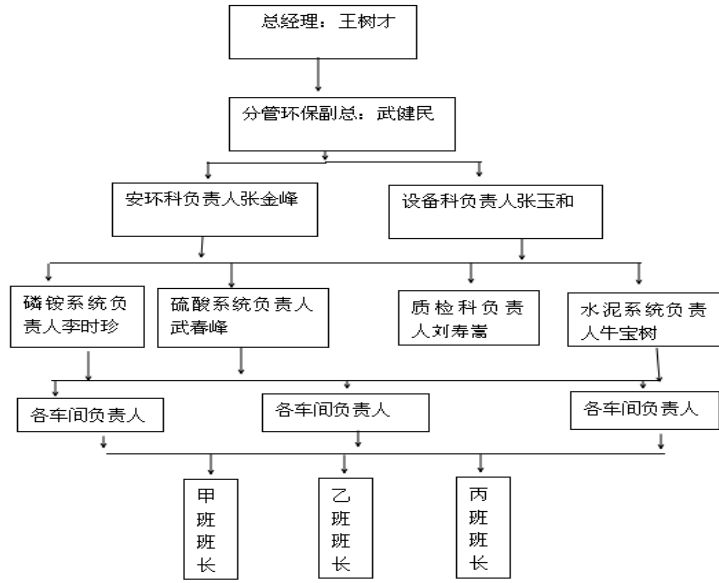 总经理：王树才
分管环保副总：武健民
安环科负责人张金峰
设备科负责人张玉和
磷铵系统负
责人李时珍
硫酸系统负责人
武春峰
质检科负责
人刘寿嵩
水泥系统负责
人牛宝树
各车间负责人
各车间负责人
各车间负责人
甲
班
班
长
乙
班
班
长
丙
班
班
长